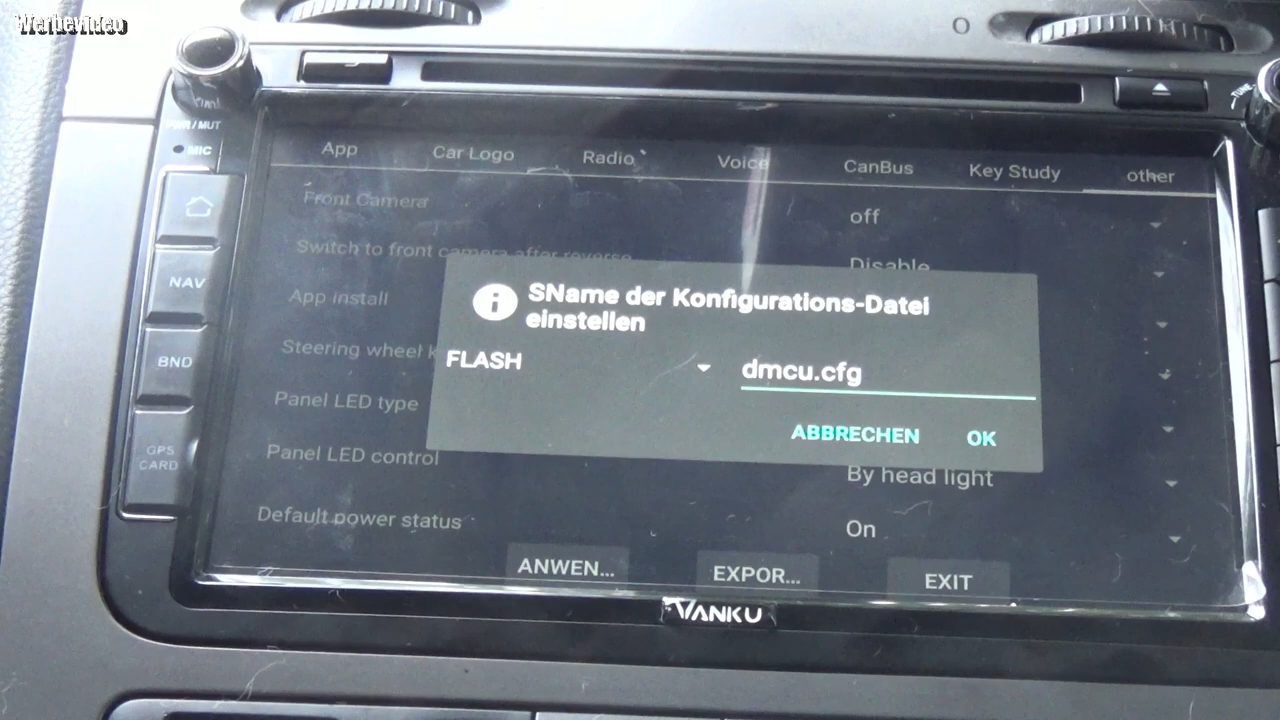 Werbevideo
O
PWR / MUT
MIC
TUNE
App
Car Logo
Radio
Voice
CanBus
Key Study
other
Front Camera
off
Switch to front camera after reverse
Disable
NAV
App install
SName der Konfigurations-Datei
einstellen
Steering wheel k
FLASH
dmcu.cfg
BND
Panel LED type
ABBRECHEN
OK
GPS
CARD
Panel LED control
By head light
Default power status
On
ANWEN...
EXPOR...
EXIT
VANKU